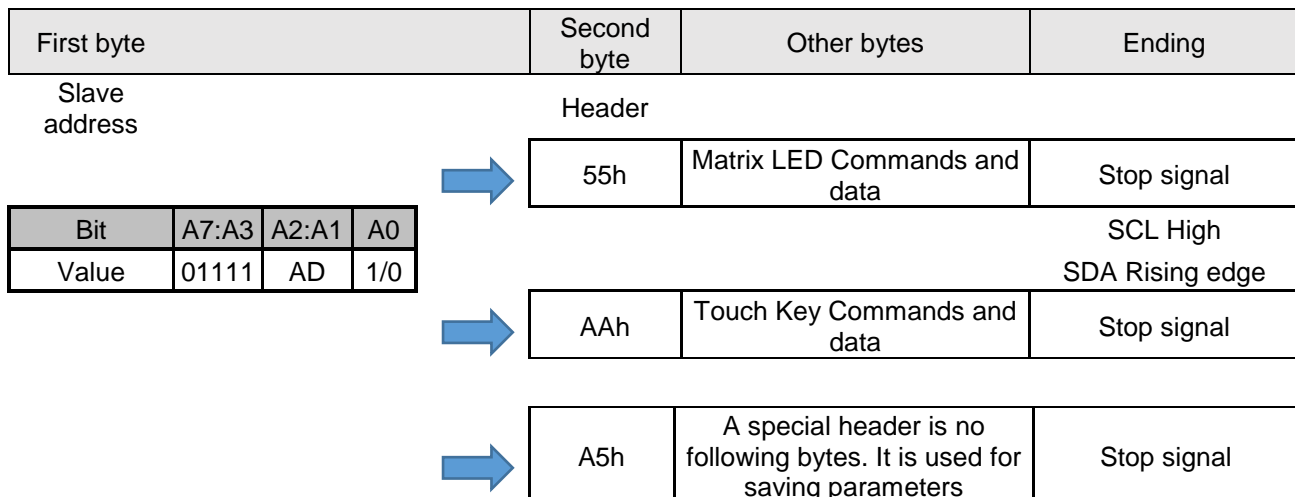 First byte
Second
byte
Other bytes
Ending
Slave
address
Header
55h
Matrix LED Commands and
data
Stop signal
Bit A7:A3 A2:A1 A0
Value 01111 AD 1/0
SCL High
SDA Rising edge
AAh
Touch Key Commands and
data
Stop signal
A5h
A special header is no
following bytes. It is used for
saving parameters
Stop signal